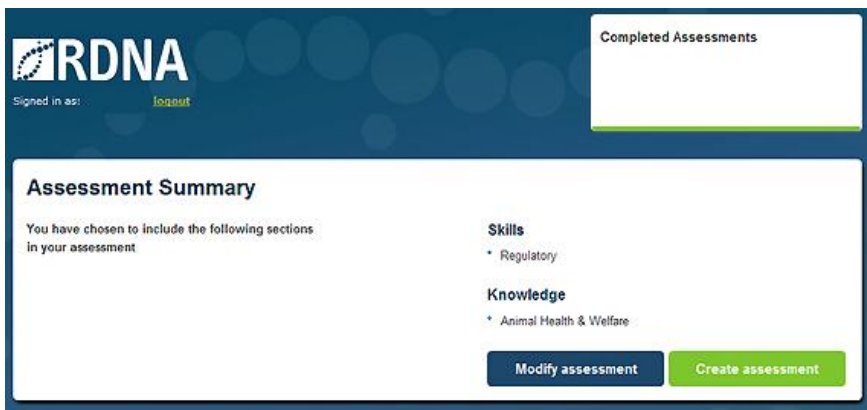 RDNA
Signed in as: logout
Completed Assessments
Assessment Summary
You have chosen to include the following sections
in your assessment
Skills
Regulatory
Knowledge
Animal Health & Welfare
Modify assessment Create assessment